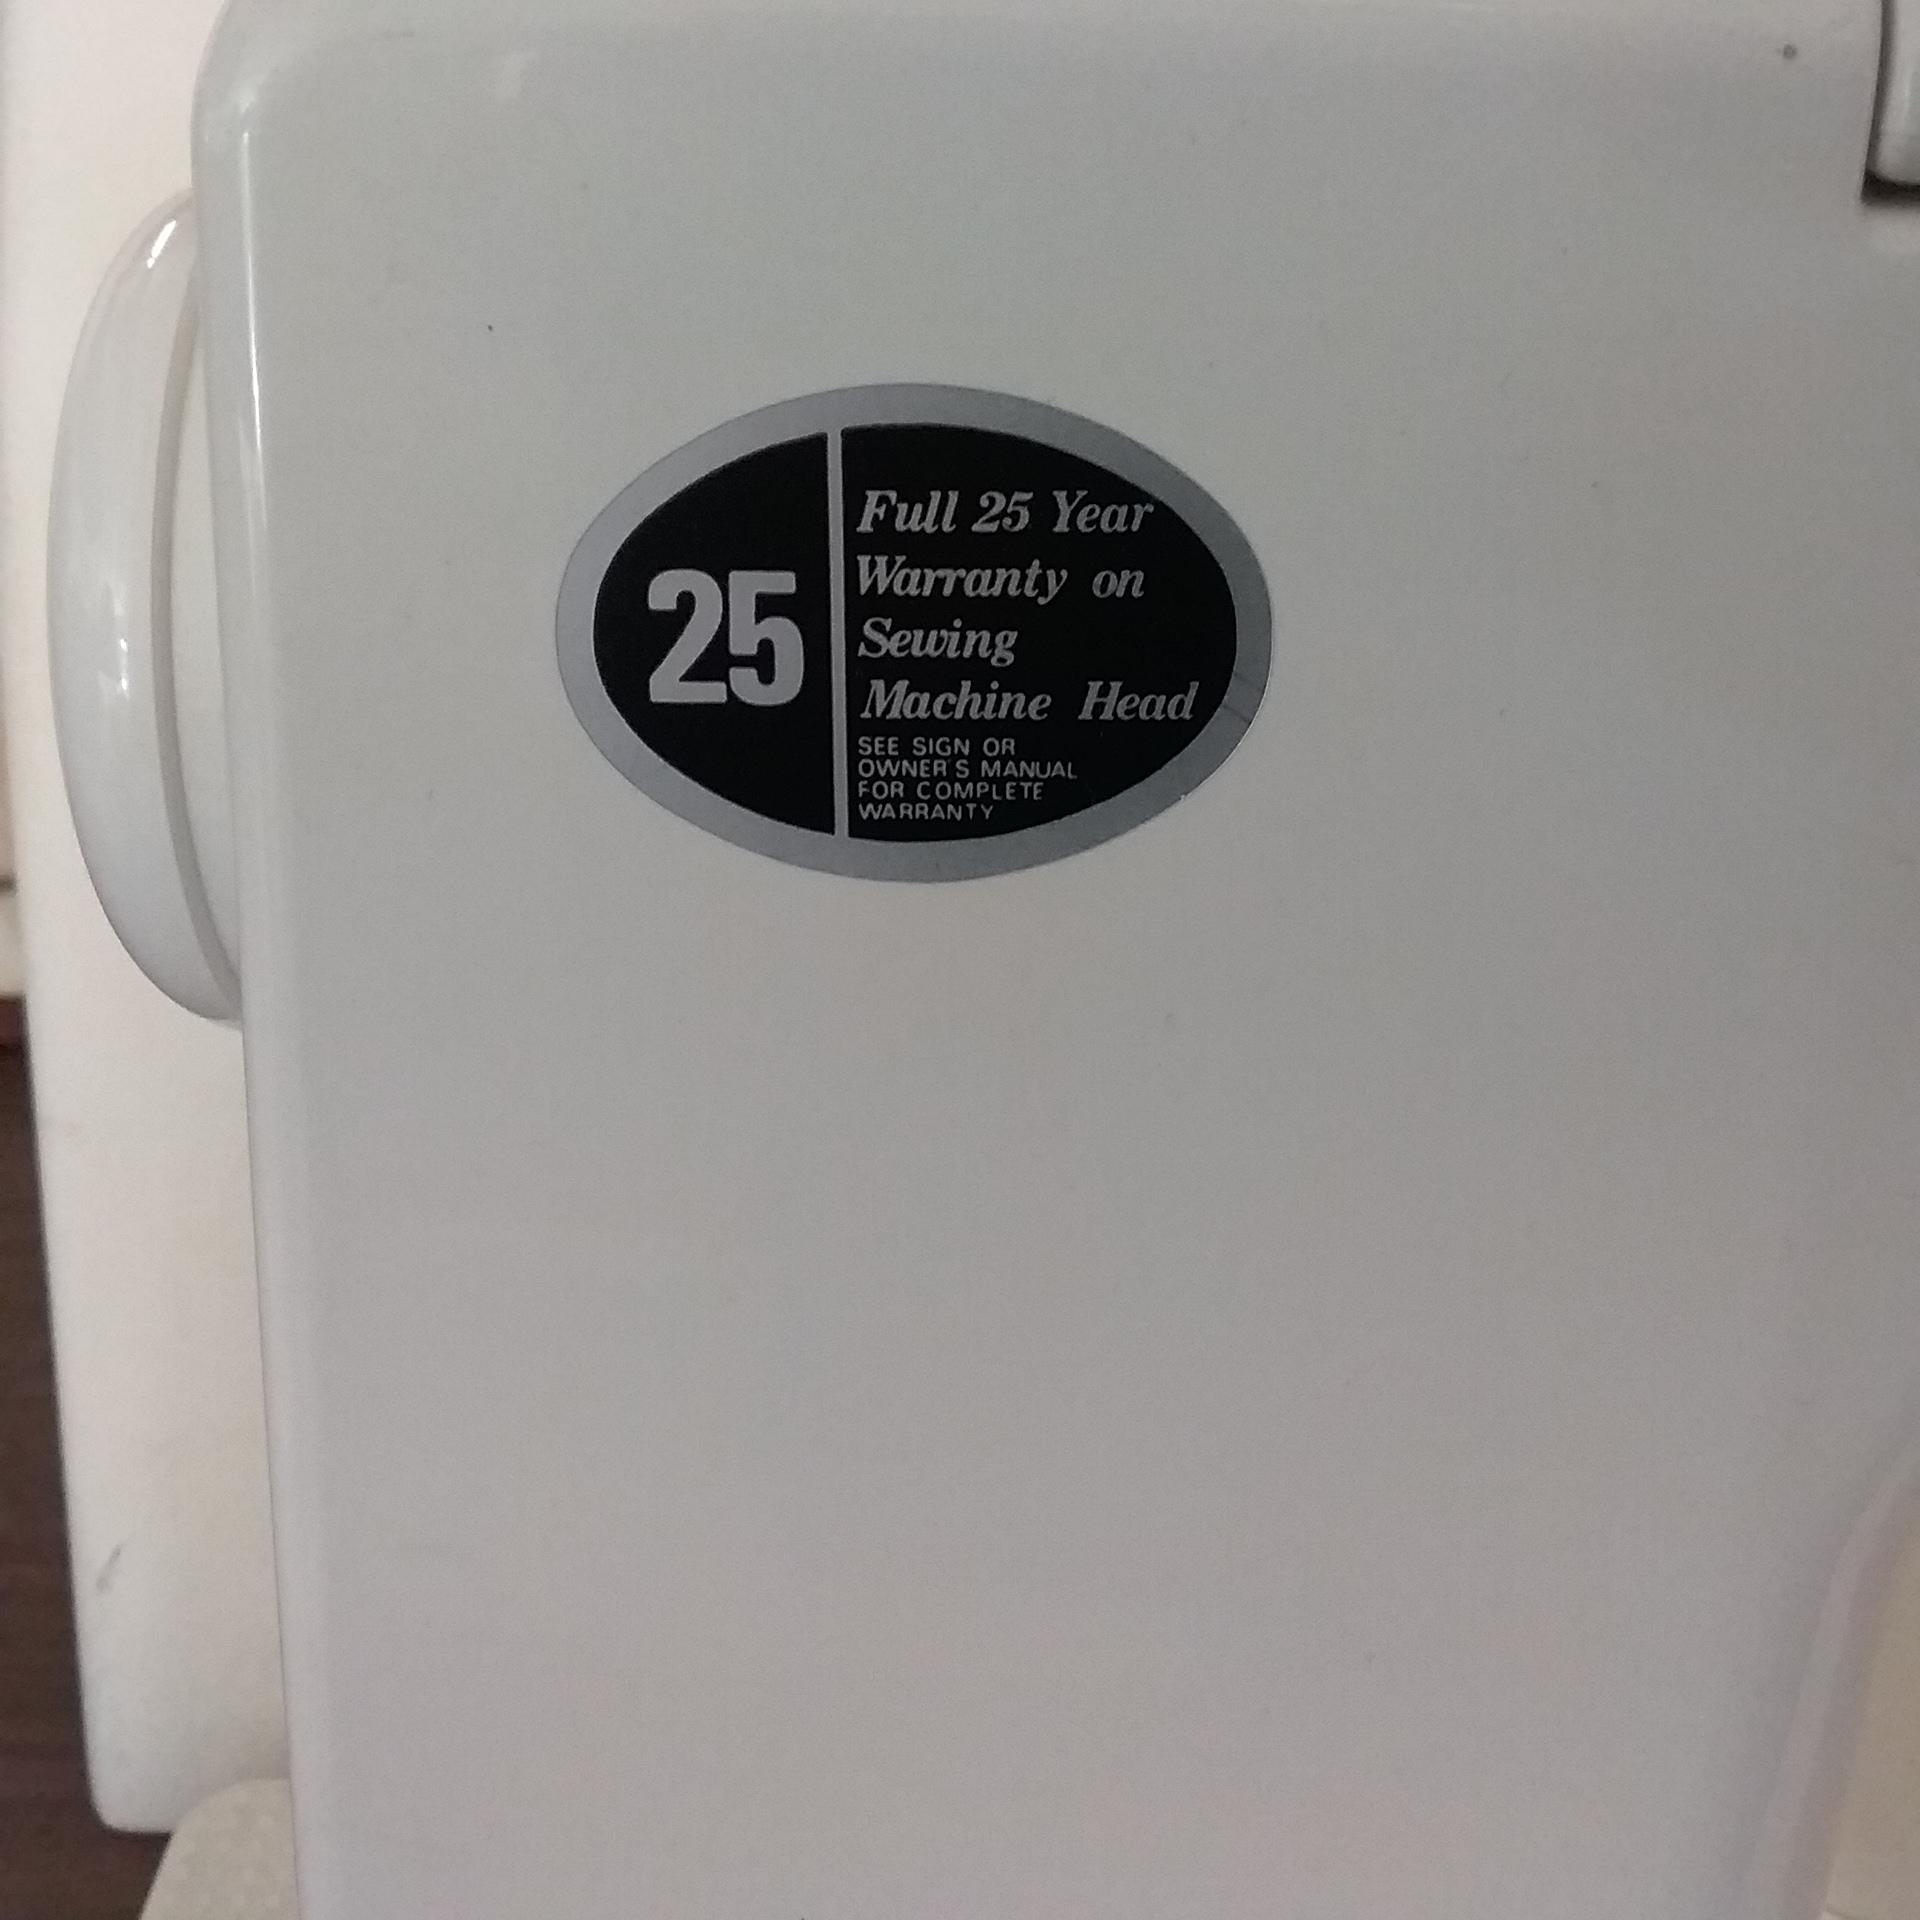 25
Full 25 Year
Warranty on
Sewing
Machine Head
SEE SIGN OR
OWNER'S MANUAL
FOR COMPLETE
WARRANTY